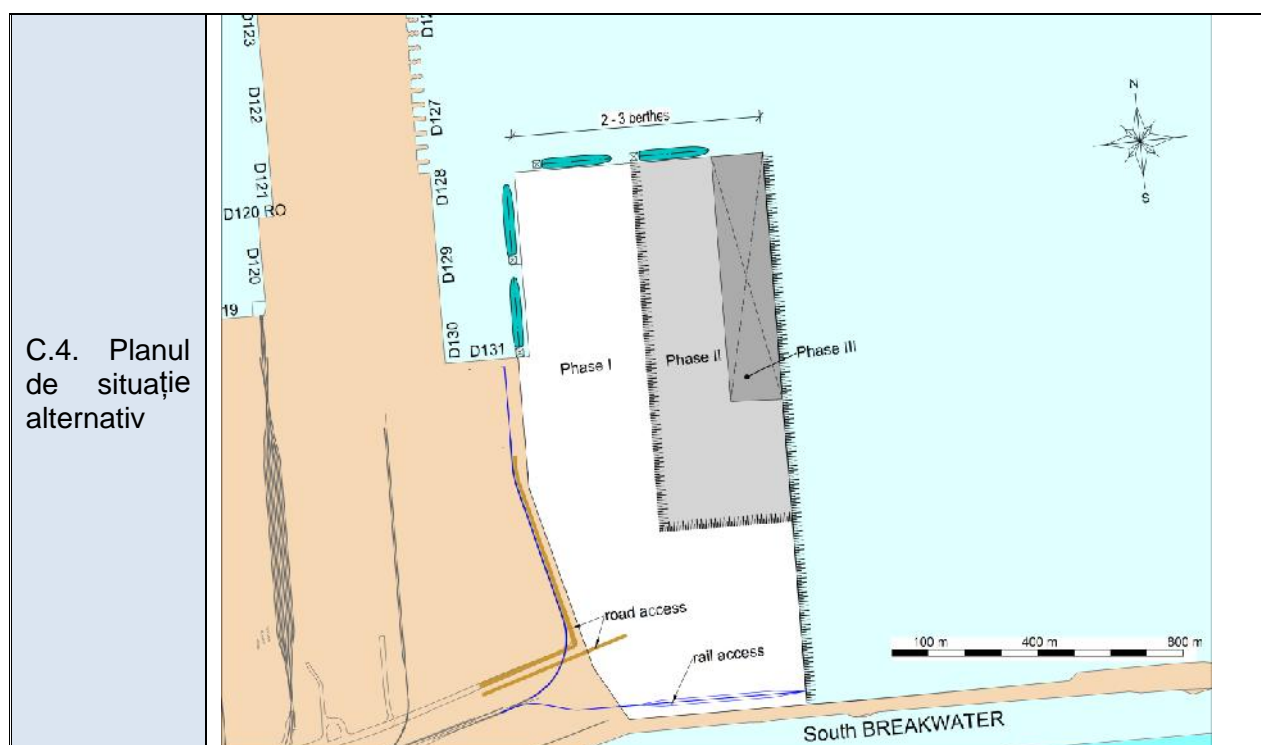 C.4. Planul
de situație
alternativ
D123
D122
D121
D120 RO
D120
19
D127
D128
D129
D130
D131
2 - 3 berthes
N
S
Phase I
Phase II
Phase III
road access
rail access
100 m
400 m
800 m
South BREAKWATER